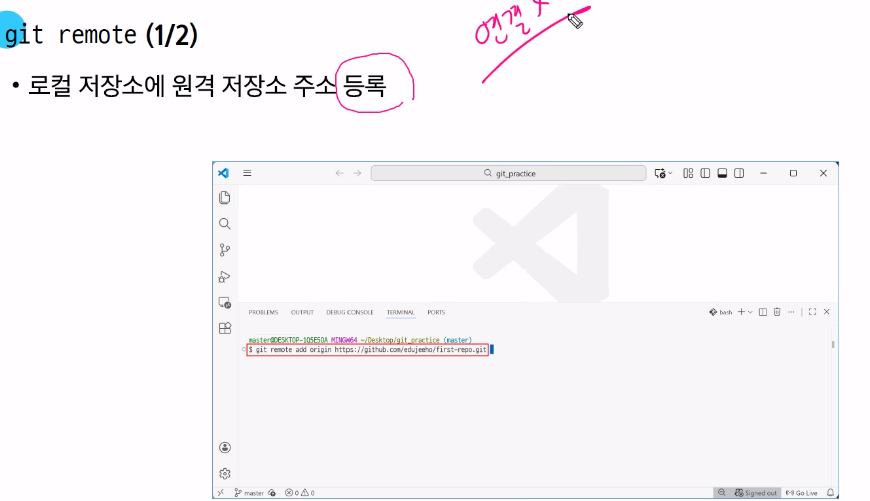 git remote (1/2)
연결 X
• 로컬 저장소에 원격 저장소 주소 등록
git_practice
PROBLEMS OUTPUT DEBUG CONSOLE TERMINAL PORTS
bash
master@DESKTOP-1Q5E5OA MINGW64 ~/Desktop/git_practice (master)
$ git remote add origin https://github.com/edujeeho/first-repo.git
master 0 0 Signed out Go Live